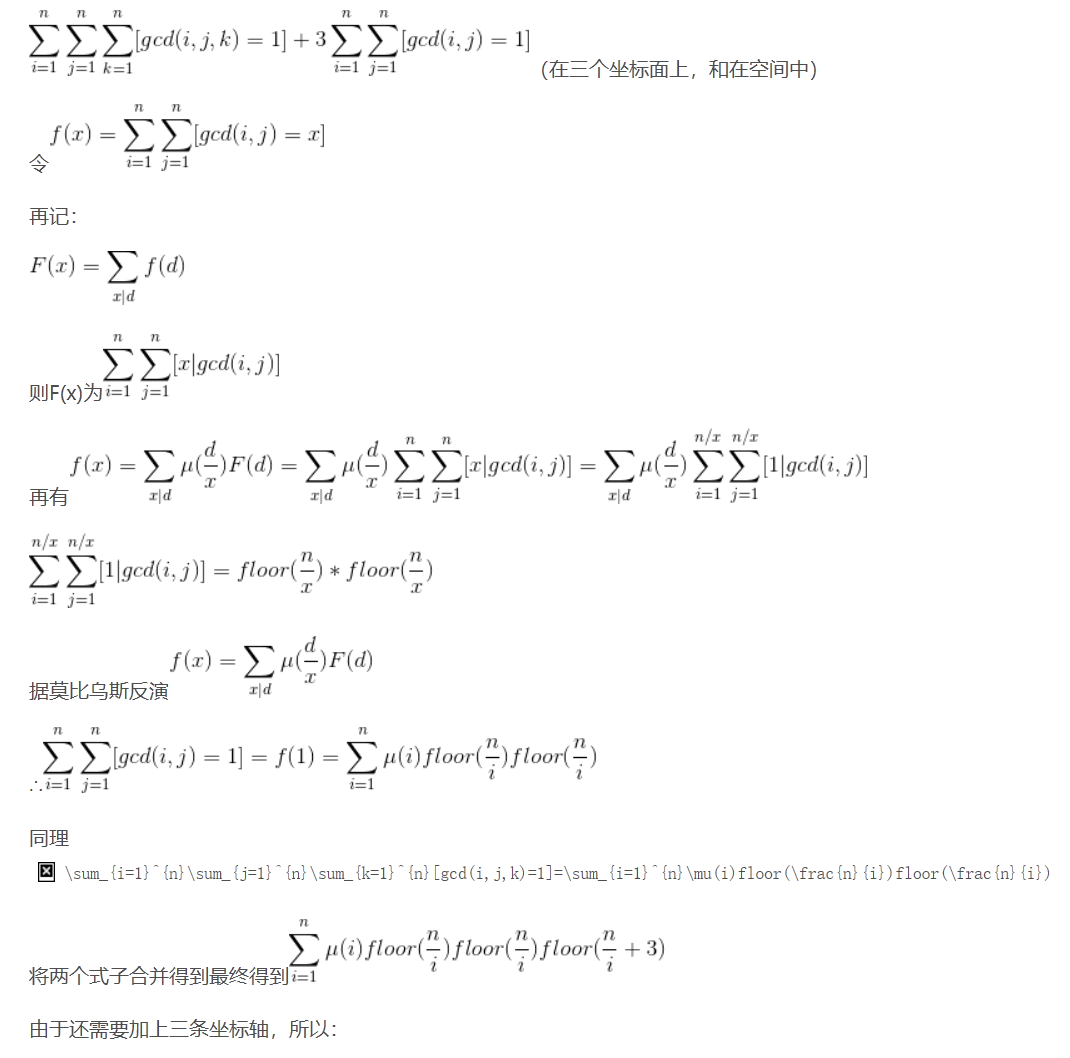 \sum_{i=1}^{n}\sum_{j=1}^{n}\sum_{k=1}^{n}[gcd(i,j,k)=1]+3\sum_{i=1}^{n}\sum_{j=1}^{n}[gcd(i,j)=1] (在三个坐标面上，和在空间中)
令 f(x)=\sum_{i=1}^{n}\sum_{j=1}^{n}[gcd(i,j)=x]
再记：
F(x)=\sum_{x|d}f(d)
则F(x)为\sum_{i=1}^{n}\sum_{j=1}^{n}[x|gcd(i,j)]
再有f(x)=\sum_{x|d}\mu(\frac{d}{x})F(d)=\sum_{x|d}\mu(\frac{d}{x})\sum_{i=1}^{n}\sum_{j=1}^{n}[x|gcd(i,j)]=\sum_{x|d}\mu(\frac{d}{x})\sum_{i=1}^{n/x}\sum_{j=1}^{n/x}[1|gcd(i,j)]
\sum_{i=1}^{n/x}\sum_{j=1}^{n/x}[1|gcd(i,j)]=floor(\frac{n}{x})*floor(\frac{n}{x})
据莫比乌斯反演f(x)=\sum_{x|d}\mu(\frac{d}{x})F(d)
∴\sum_{i=1}^{n}\sum_{j=1}^{n}[gcd(i,j)=1]=f(1)=\sum_{i=1}^{n}\mu(i)floor(\frac{n}{i})floor(\frac{n}{i})
同理
\sum_{i=1}^{n}\sum_{j=1}^{n}\sum_{k=1}^{n}[gcd(i,j,k)=1]=\sum_{i=1}^{n}\mu(i)floor(\frac{n}{i})floor(\frac{n}{i})
将两个式子合并得到最终得到\sum_{i=1}^{n}\mu(i)floor(\frac{n}{i})floor(\frac{n}{i})floor(\frac{n}{i}+3)
由于还需要加上三条坐标轴，所以：